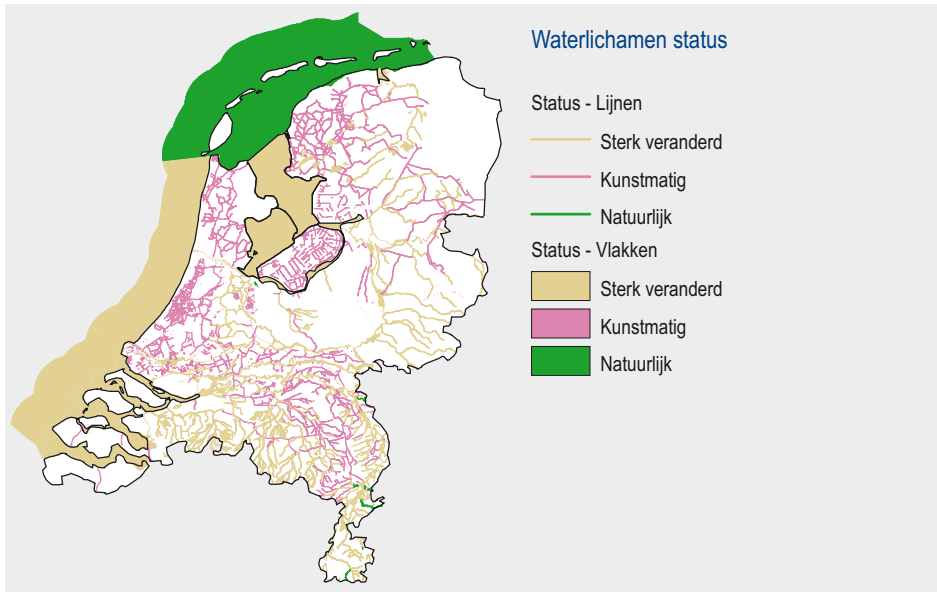 Waterlichamen status
Status - Lijnen
Sterk veranderd
Kunstmatig
Natuurlijk
Status - Vlakken
Sterk veranderd
Kunstmatig
Natuurlijk